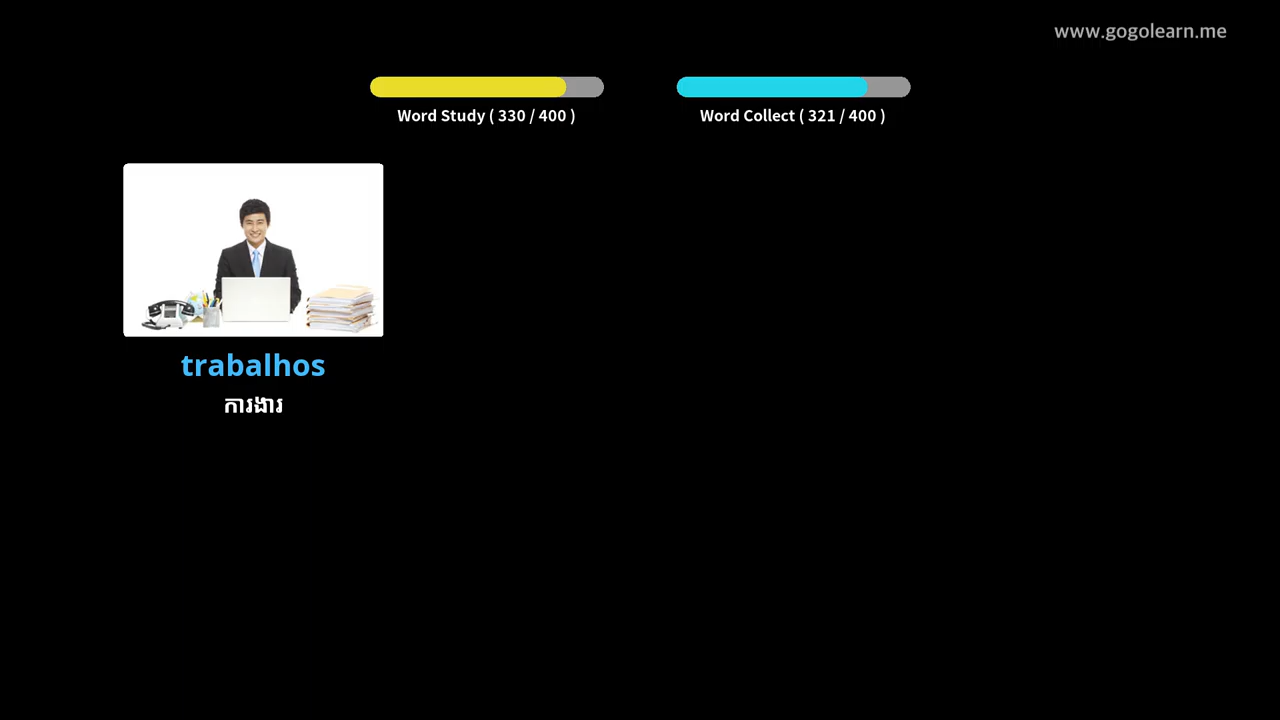 www.gogolearn.me
Word Study ( 330 / 400 )
Word Collect ( 321 / 400 )
trabalhos
ការងារ